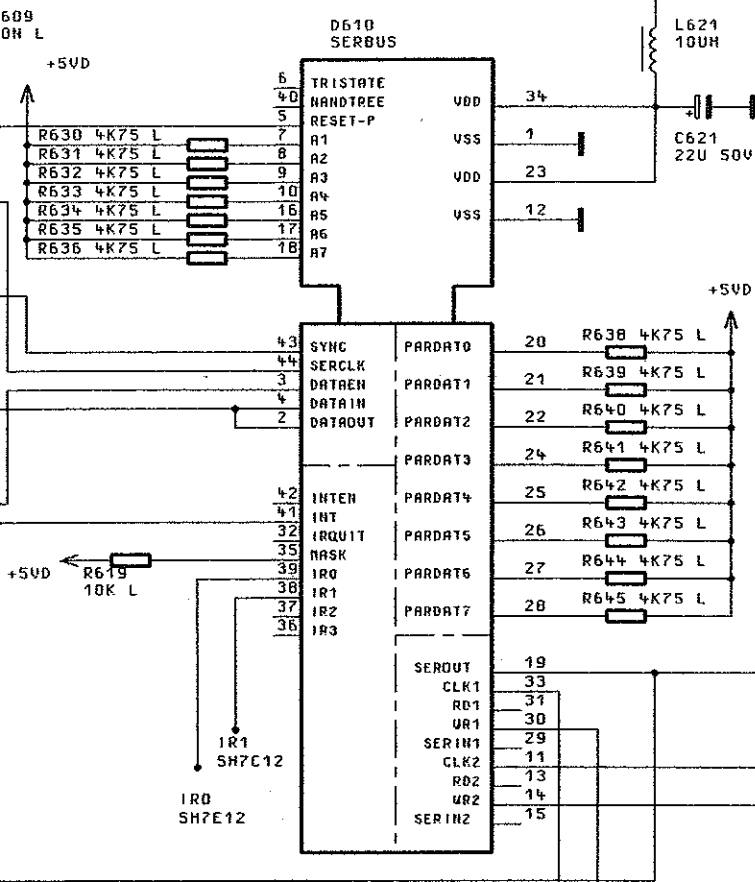 609
0N L
+5VD
D610
SERBUS
L621
10UH
C621
22U 50V
+
6 TRISTATE
40 NANDTREE
5 RESET-P
R630 4K75 L 7 A1
R631 4K75 L 8 A2
R632 4K75 L 9 A3
R633 4K75 L 10 A4
R634 4K75 L 16 A5
R635 4K75 L 17 A6
R636 4K75 L 18 A7
VDD 34
VSS 1
VDD 23
VSS 12
+5VD
43 SYNC
44 SERCLK
3 DATAEN
4 DATAIN
2 DATAOUT
PARDAT0 20 R638 4K75 L
PARDAT1 21 R639 4K75 L
PARDAT2 22 R640 4K75 L
PARDAT3 24 R641 4K75 L
PARDAT4 25 R642 4K75 L
PARDAT5 26 R643 4K75 L
PARDAT6 27 R644 4K75 L
PARDAT7 28 R645 4K75 L
42 INTEN
41 INT
32 IRQUIT
35 MASK
39 IR0
38 IR1
37 IR2
36 IR3
+5VD
R619
10K L
SEROUT 19
CLK1 33
RD1 31
WR1 30
SERIN1 29
CLK2 11
RD2 13
WR2 14
SERIN2 15
IR1
SH7E12
IR0
SH7E12